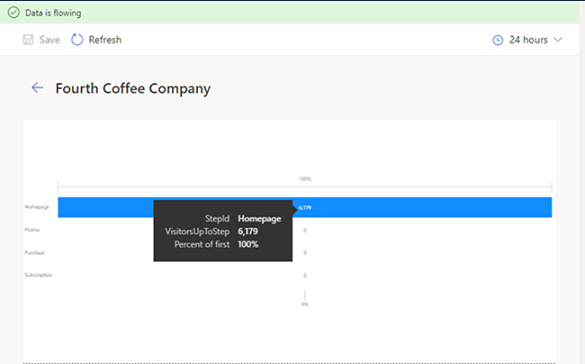 Data is flowing
Save Refresh 24 hours
Fourth Coffee Company
100%
Homepage 6,179
StepId Homepage
VisitorsUpToStep 6,179
Percent of first 100%
Promo 0
Purchase 0
Subscription 0
0%